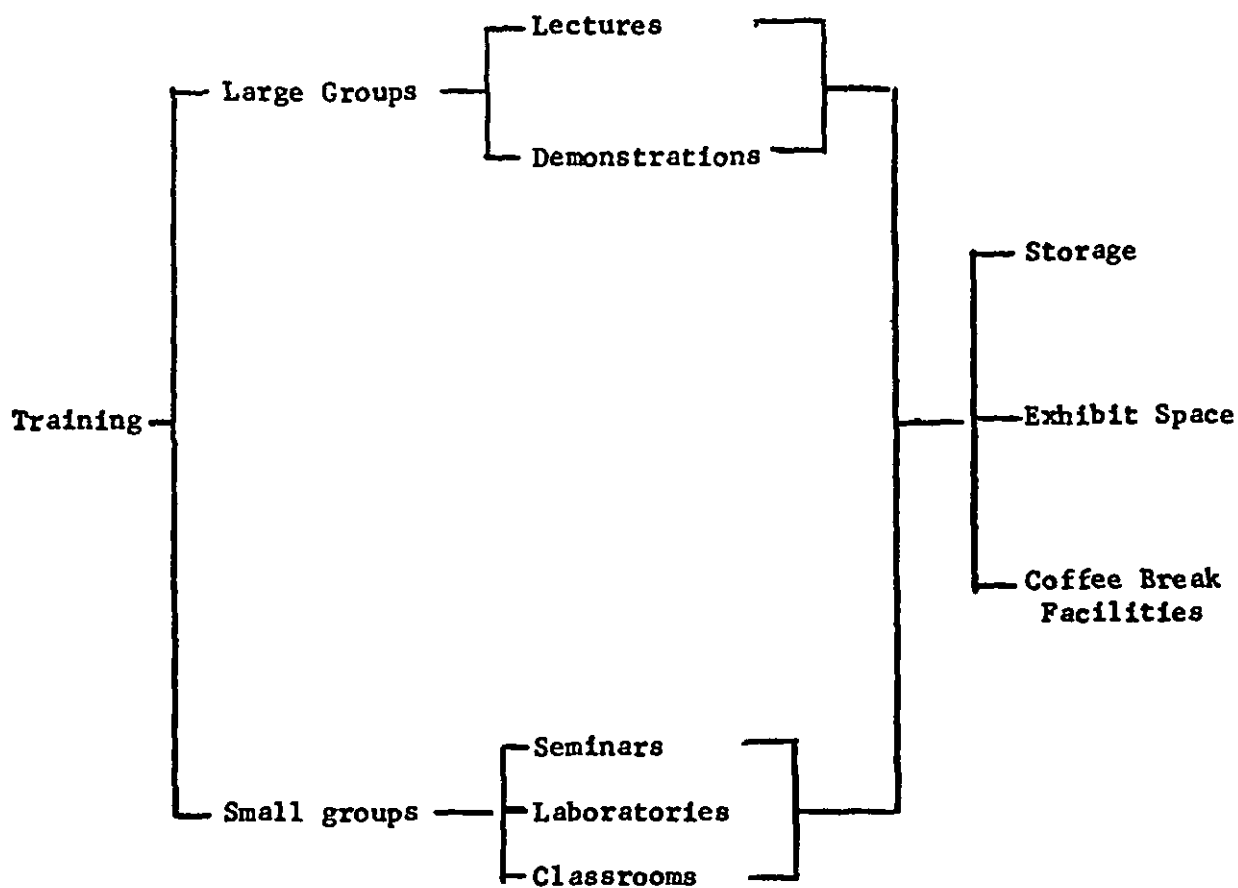 Lectures
Large Groups
Demonstrations
Storage
Training
Exhibit Space
Coffee Break
Facilities
Seminars
Small groups
Laboratories
Classrooms